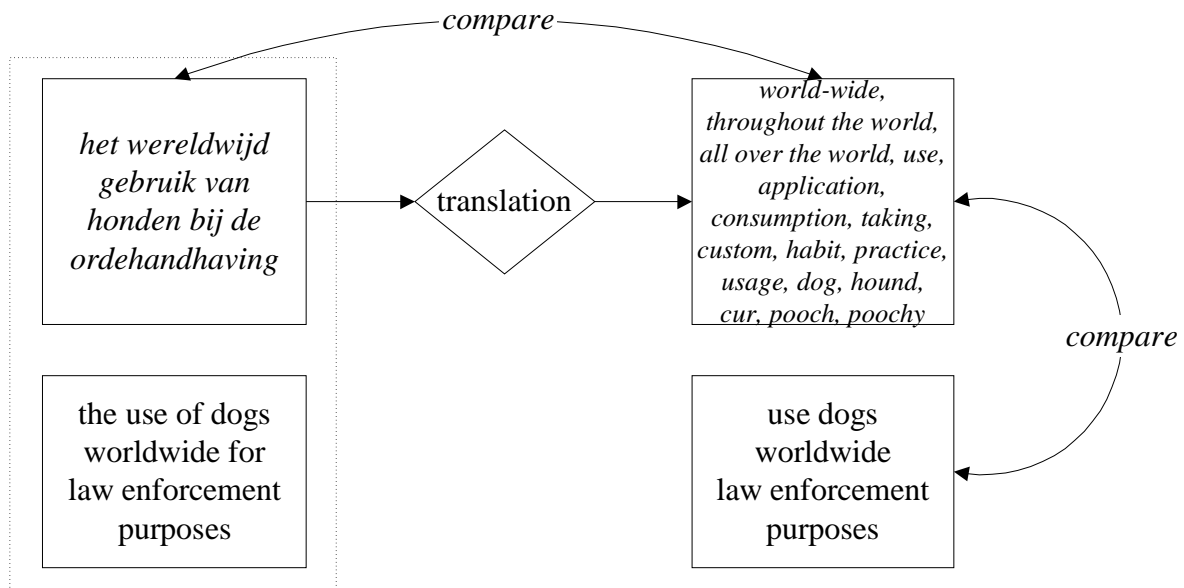 compare
het wereldwijd
gebruik van
honden bij de
ordehandhaving
translation
world-wide,
throughout the world,
all over the world, use,
application,
consumption, taking,
custom, habit, practice,
usage, dog, hound,
cur, pooch, poochy
compare
the use of dogs
worldwide for
law enforcement
purposes
use dogs
worldwide
law enforcement
purposes